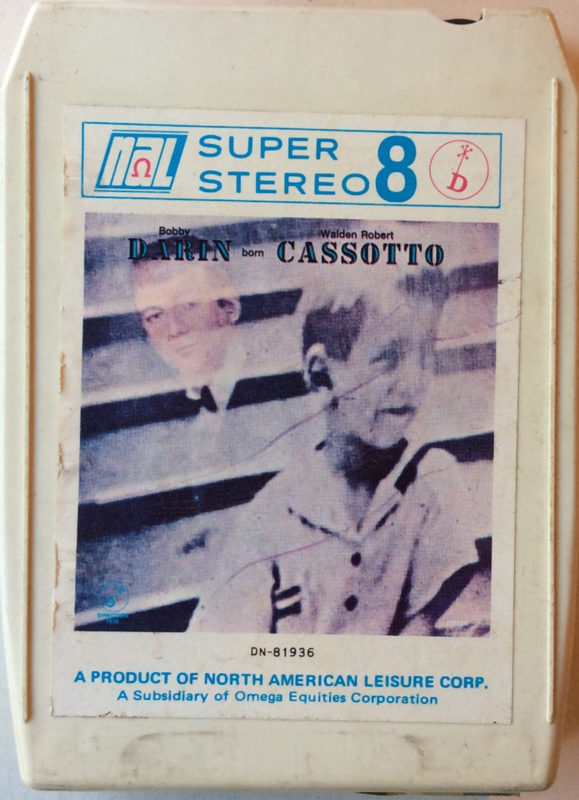 nal
Ω
SUPER
STEREO 8
D
Bobby Walden Robert
DARIN born CASSOTTO
DN-81936
A PRODUCT OF NORTH AMERICAN LEISURE CORP.
A Subsidiary of Omega Equities Corporation